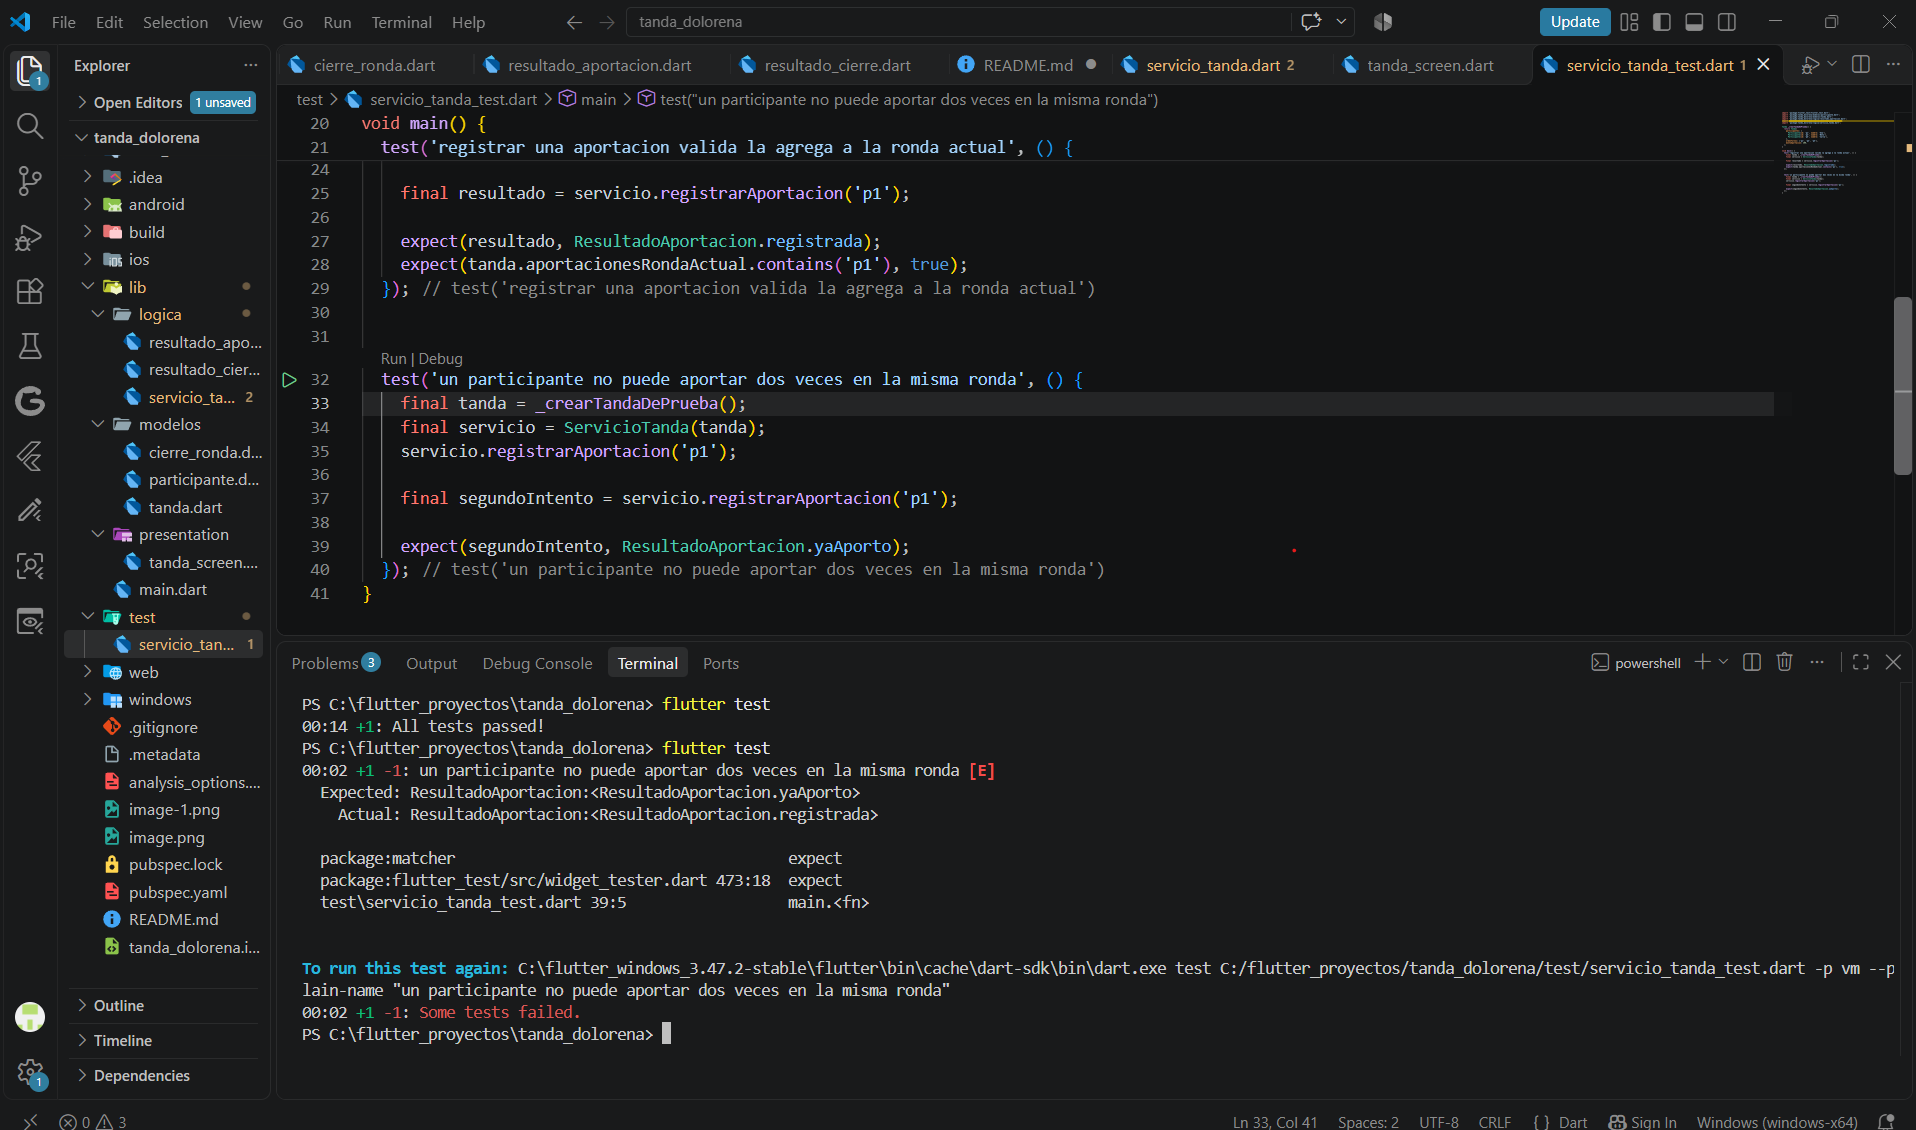 File Edit Selection View Go Run Terminal Help
tanda_dolorena
Update
Explorer
Open Editors 1 unsaved
tanda_dolorena
.idea
android
build
ios
lib
logica
resultado_apo...
resultado_cier...
servicio_ta... 2
modelos
cierre_ronda.d...
participante.d...
tanda.dart
presentation
tanda_screen....
main.dart
test
servicio_tan... 1
web
windows
.gitignore
.metadata
analysis_options....
image-1.png
image.png
pubspec.lock
pubspec.yaml
README.md
tanda_dolorena.i...
Outline
Timeline
Dependencies
1
1
cierre_ronda.dart resultado_aportacion.dart resultado_cierre.dart README.md servicio_tanda.dart 2 tanda_screen.dart servicio_tanda_test.dart 1
test > servicio_tanda_test.dart > main > test("un participante no puede aportar dos veces en la misma ronda")
20 void main() {
21 test('registrar una aportacion valida la agrega a la ronda actual', () {
24
25 final resultado = servicio.registrarAportacion('p1');
26
27 expect(resultado, ResultadoAportacion.registrada);
28 expect(tanda.aportacionesRondaActual.contains('p1'), true);
29 }); // test('registrar una aportacion valida la agrega a la ronda actual')
30
31
Run | Debug
32 test('un participante no puede aportar dos veces en la misma ronda', () {
33 final tanda = _crearTandaDePrueba();
34 final servicio = ServicioTanda(tanda);
35 servicio.registrarAportacion('p1');
36
37 final segundoIntento = servicio.registrarAportacion('p1');
38
39 expect(segundoIntento, ResultadoAportacion.yaAporto);
40 }); // test('un participante no puede aportar dos veces en la misma ronda')
41 }
Problems 3 Output Debug Console Terminal Ports
powershell
PS C:\flutter_proyectos\tanda_dolorena> flutter test
00:14 +1: All tests passed!
PS C:\flutter_proyectos\tanda_dolorena> flutter test
00:02 +1 -1: un participante no puede aportar dos veces en la misma ronda [E]
Expected: ResultadoAportacion:<ResultadoAportacion.yaAporto>
Actual: ResultadoAportacion:<ResultadoAportacion.registrada>
package:matcher expect
package:flutter_test/src/widget_tester.dart 473:18 expect
test\servicio_tanda_test.dart 39:5 main.<fn>
To run this test again: C:\flutter_windows_3.47.2-stable\flutter\bin\cache\dart-sdk\bin\dart.exe test C:/flutter_proyectos/tanda_dolorena/test/servicio_tanda_test.dart -p vm --p
lain-name "un participante no puede aportar dos veces en la misma ronda"
00:02 +1 -1: Some tests failed.
PS C:\flutter_proyectos\tanda_dolorena>
0 3 Ln 33, Col 41 Spaces: 2 UTF-8 CRLF { } Dart Sign In Windows (windows-x64)